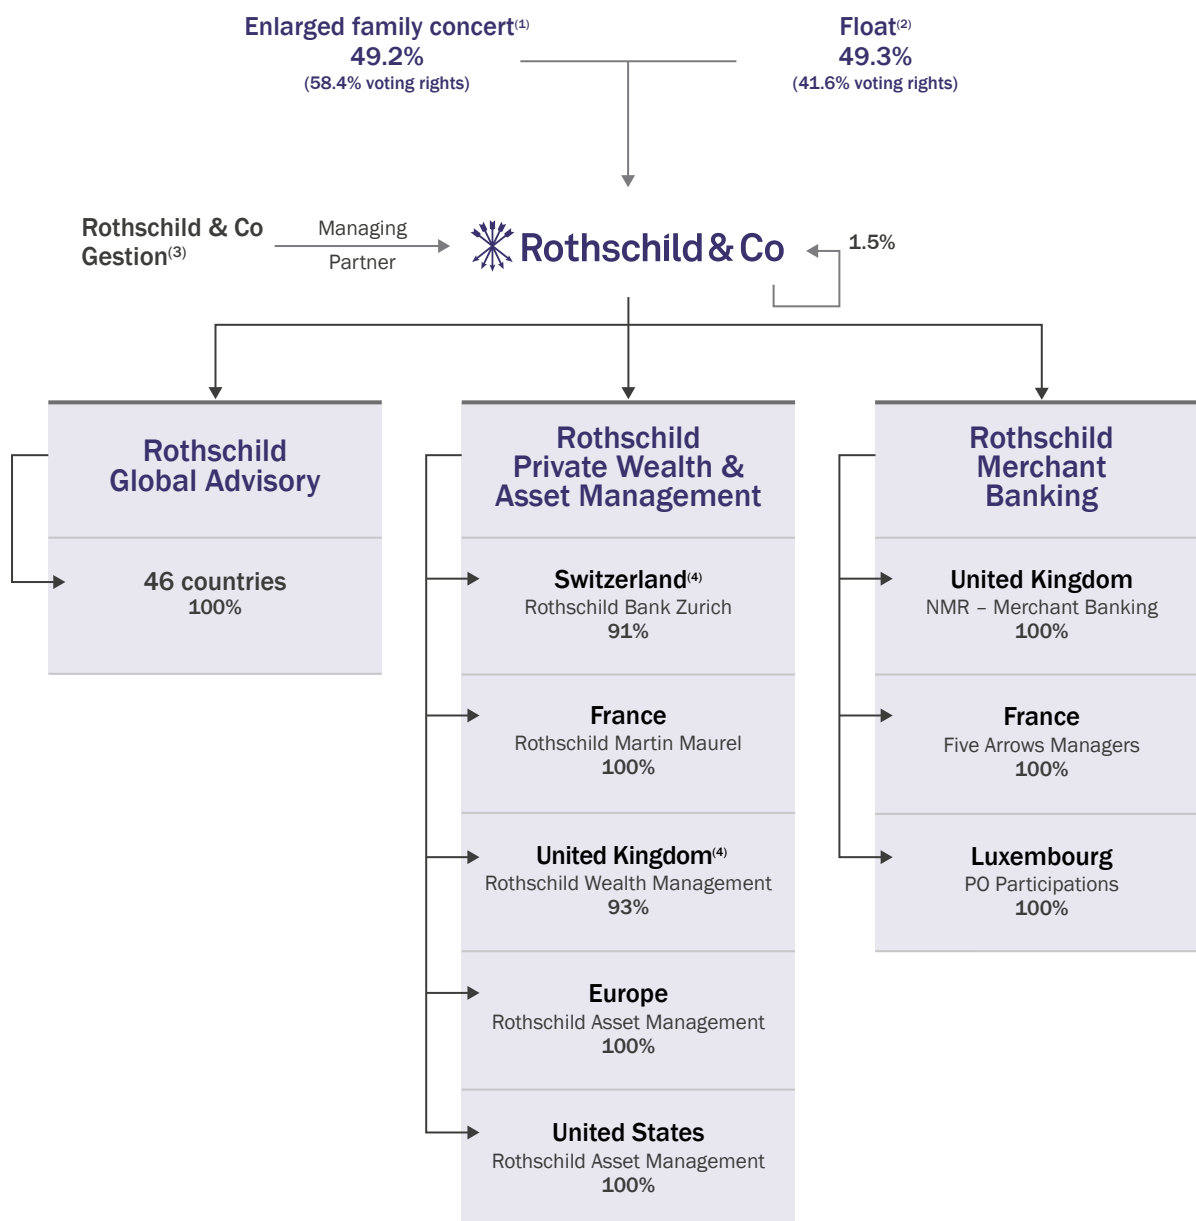 Enlarged family concert(1)
49.2%
(58.4% voting rights)
Float(2)
49.3%
(41.6% voting rights)
Rothschild & Co
Gestion(3)
Managing
Partner
Rothschild & Co
1.5%
Rothschild
Global Advisory
46 countries
100%
Rothschild
Private Wealth &
Asset Management
Switzerland(4)
Rothschild Bank Zurich
91%
France
Rothschild Martin Maurel
100%
United Kingdom(4)
Rothschild Wealth Management
93%
Europe
Rothschild Asset Management
100%
United States
Rothschild Asset Management
100%
Rothschild
Merchant
Banking
United Kingdom
NMR – Merchant Banking
100%
France
Five Arrows Managers
100%
Luxembourg
PO Participations
100%